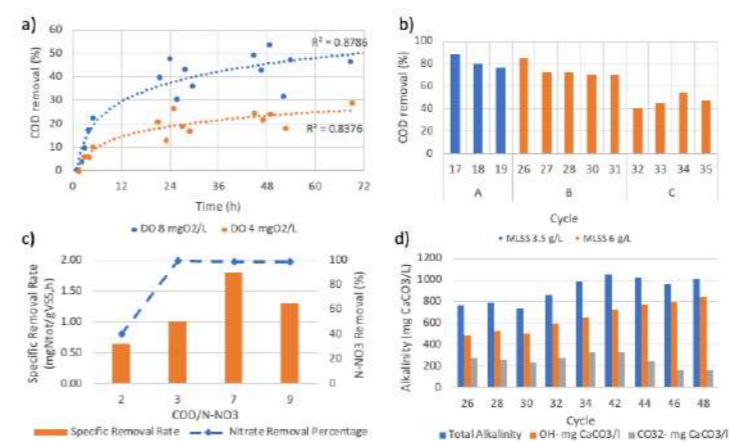 a)
60
50
40
30
20
10
0
COD removal (%)
R² = 0.8786
R² = 0.8376
0 12 24 36 48 60 72
Time (h)
DO 8 mgO2/L DO 4 mgO2/L
b)
100
80
60
40
20
0
COD removal (%)
17 18 19 26 27 28 30 31 32 33 34 35
A B C
Cycle
MLSS 3.5 g/L MLSS 6 g/L
c)
2.00
1.50
1.00
0.50
0.00
Specific Removal Rate
(mgNtot/gVSS,h)
100
80
60
40
20
0
N-NO3 Removal (%)
2 3 7 9
COD/N-NO3
Specific Removal Rate Nitrate Removal Percentage
d)
1200
1000
800
600
400
200
0
Alkalinity (mg CaCO3/L)
26 28 30 32 34 42 44 46 48
Cycle
Total Alkalinity OH- mg CaCO3/l CO32- mg CaCO3/l